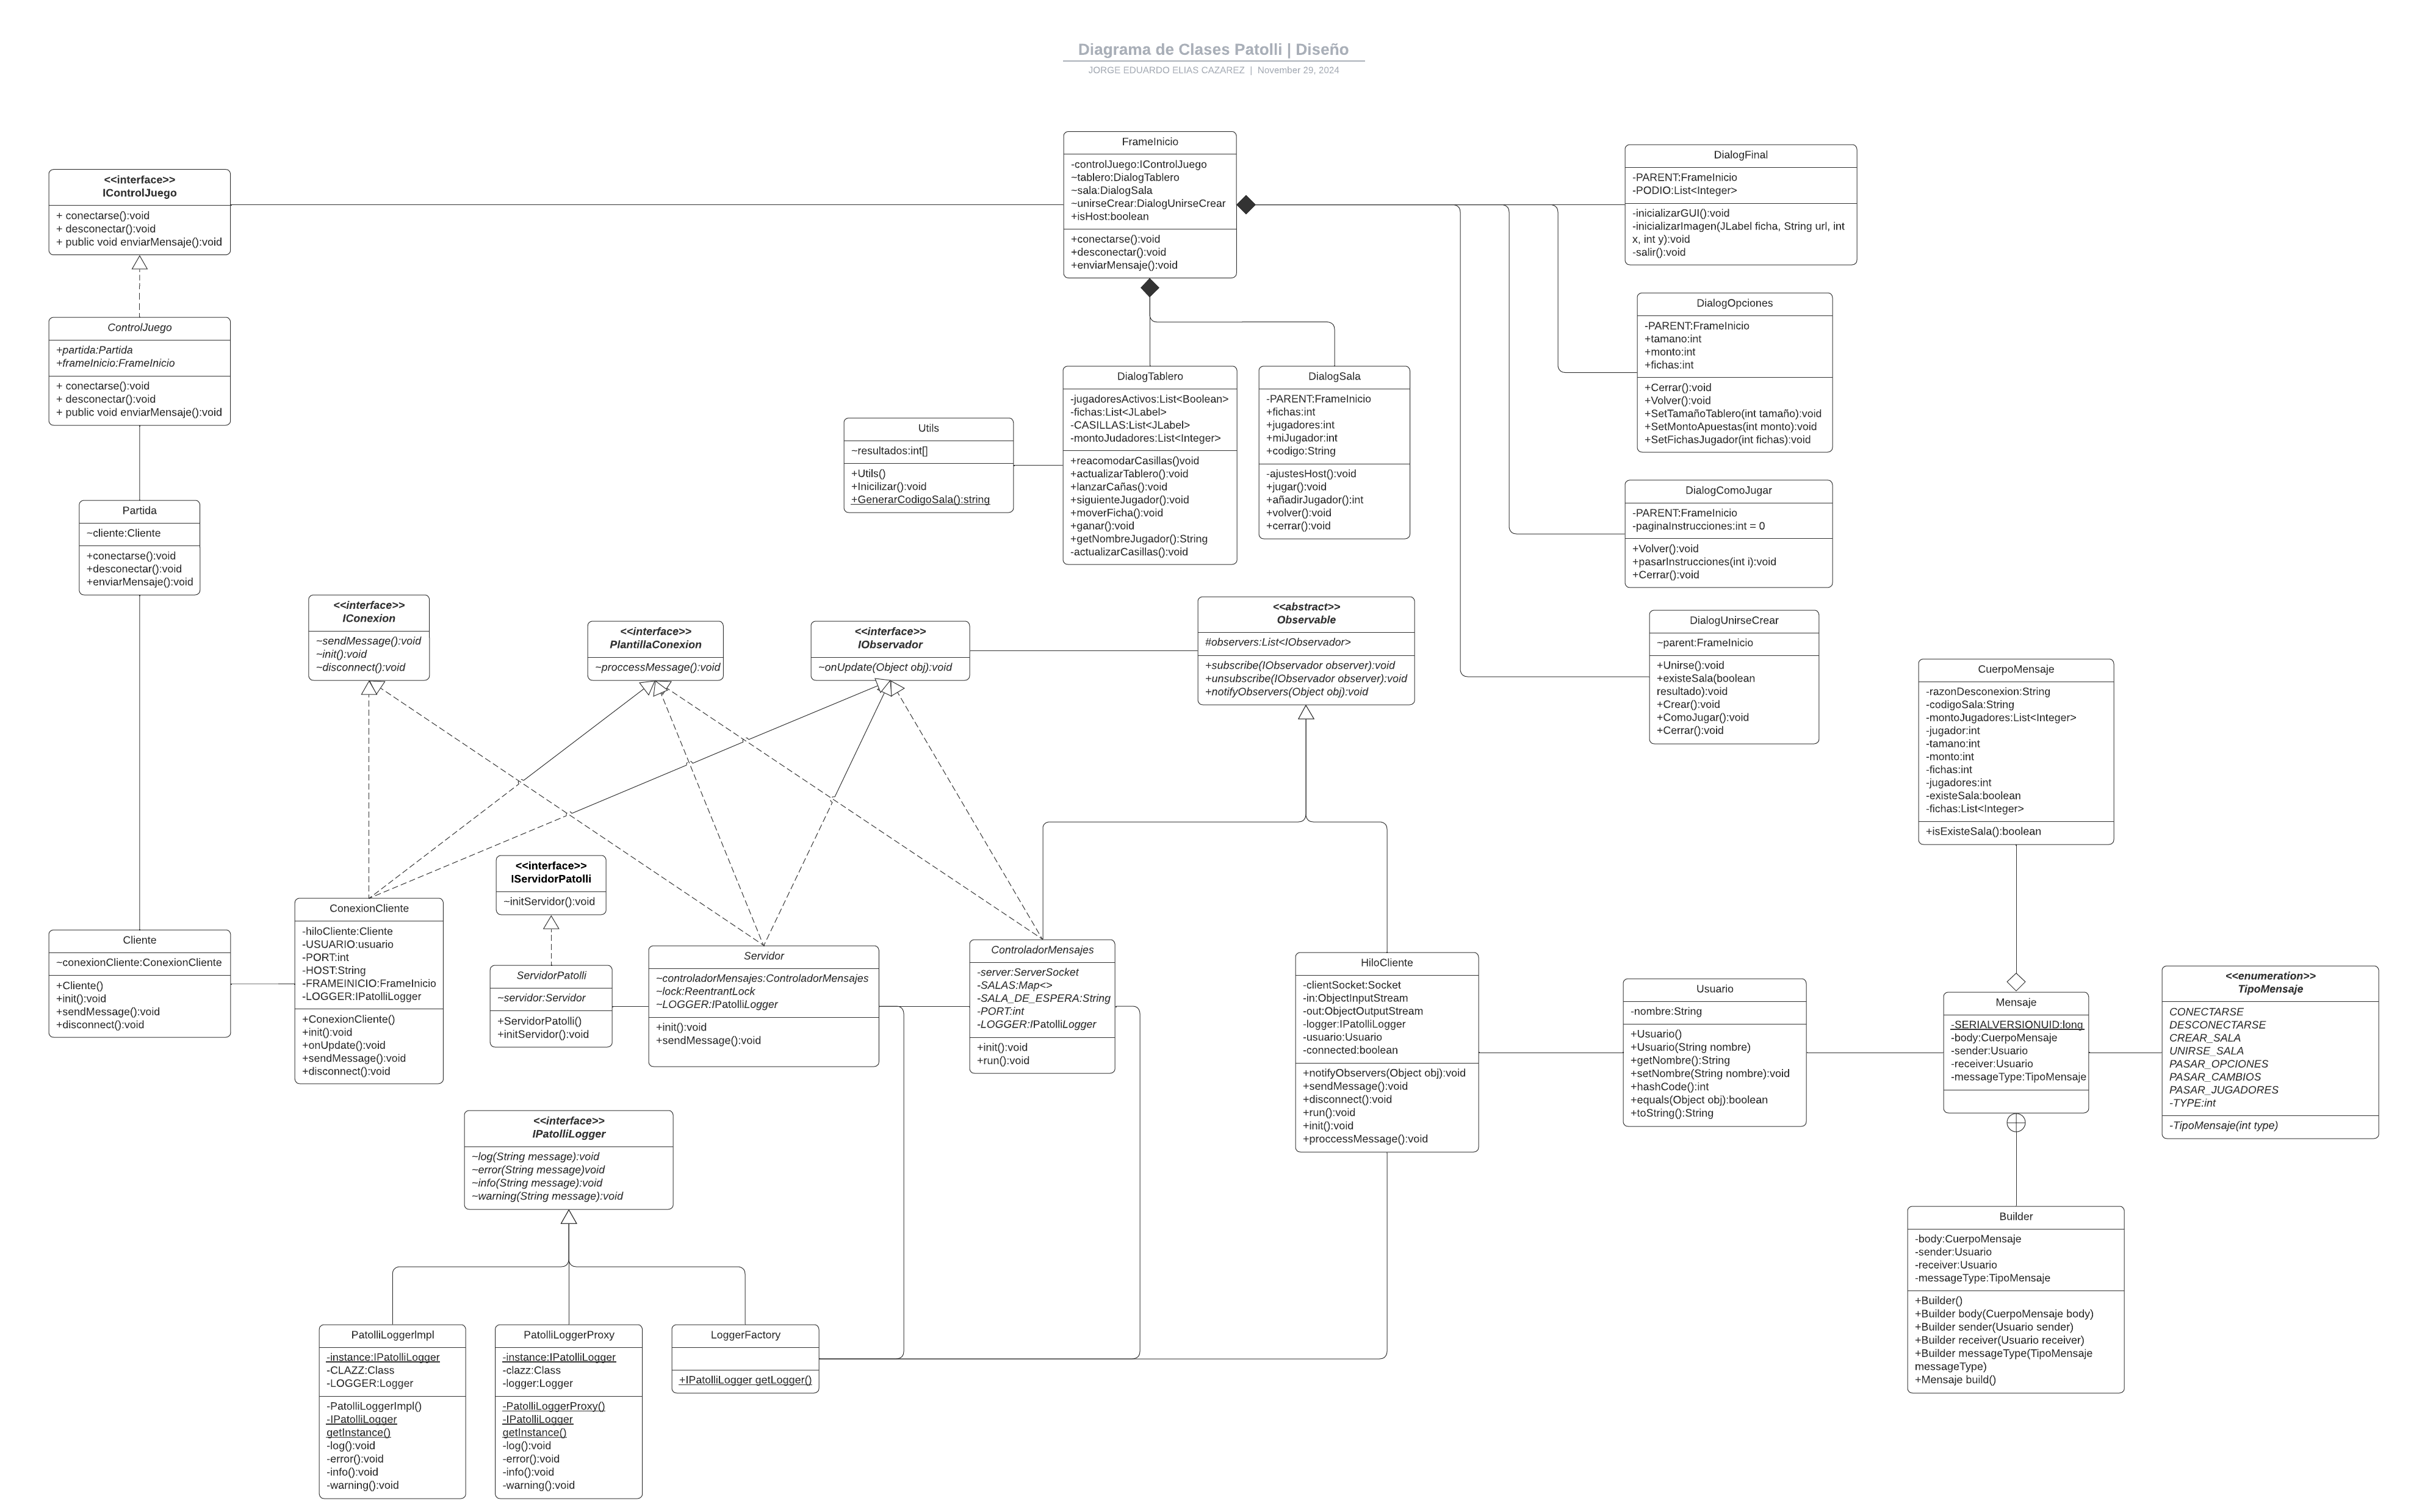 Diagrama de Clases Patolli | Diseño
JORGE EDUARDO ELIAS CAZAREZ | November 29, 2024
<<interface>>
IControlJuego
+ conectarse():void
+ desconectar():void
+ public void enviarMensaje():void
FrameInicio
-controlJuego:IControlJuego
~tablero:DialogTablero
~sala:DialogSala
~unirseCrear:DialogUnirseCrear
+isHost:boolean
+conectarse():void
+desconectar():void
+enviarMensaje():void
DialogFinal
-PARENT:FrameInicio
-PODIO:List<Integer>
-inicializarGUI():void
-inicializarImagen(JLabel ficha, String url, int
x, int y):void
-salir():void
ControlJuego
+partida:Partida
+frameInicio:FrameInicio
+ conectarse():void
+ desconectar():void
+ public void enviarMensaje():void
DialogOpciones
-PARENT:FrameInicio
+tamano:int
+monto:int
+fichas:int
+Cerrar():void
+Volver():void
+SetTamañoTablero(int tamaño):void
+SetMontoApuestas(int monto):void
+SetFichasJugador(int fichas):void
Utils
~resultados:int[]
+Utils()
+Inicilizar():void
+GenerarCodigoSala():string
DialogTablero
-jugadoresActivos:List<Boolean>
-fichas:List<JLabel>
-CASILLAS:List<JLabel>
-montoJudadores:List<Integer>
+reacomodarCasillas()void
+actualizarTablero():void
+lanzarCañas():void
+siguienteJugador():void
+moverFicha():void
+ganar():void
+getNombreJugador():String
-actualizarCasillas():void
DialogSala
-PARENT:FrameInicio
+fichas:int
+jugadores:int
+miJugador:int
+codigo:String
-ajustesHost():void
+jugar():void
+añadirJugador():int
+volver():void
+cerrar():void
DialogComoJugar
-PARENT:FrameInicio
-paginaInstrucciones:int = 0
+Volver():void
+pasarInstrucciones(int i):void
+Cerrar():void
Partida
~cliente:Cliente
+conectarse():void
+desconectar():void
+enviarMensaje():void
<<interface>>
IConexion
~sendMessage():void
~init():void
~disconnect():void
<<interface>>
PlantillaConexion
~proccessMessage():void
<<interface>>
IObservador
~onUpdate(Object obj):void
<<abstract>>
Observable
#observers:List<IObservador>
+subscribe(IObservador observer):void
+unsubscribe(IObservador observer):void
+notifyObservers(Object obj):void
DialogUnirseCrear
~parent:FrameInicio
+Unirse():void
+existeSala(boolean
resultado):void
+Crear():void
+ComoJugar():void
+Cerrar():void
CuerpoMensaje
-razonDesconexion:String
-codigoSala:String
-montoJugadores:List<Integer>
-jugador:int
-tamano:int
-monto:int
-fichas:int
-jugadores:int
-existeSala:boolean
-fichas:List<Integer>
+isExisteSala():boolean
<<interface>>
IServidorPatolli
~initServidor():void
Cliente
~conexionCliente:ConexionCliente
+Cliente()
+init():void
+sendMessage():void
+disconnect():void
ConexionCliente
-hiloCliente:Cliente
-USUARIO:usuario
-PORT:int
-HOST:String
-FRAMEINICIO:FrameInicio
-LOGGER:IPatolliLogger
+ConexionCliente()
+init():void
+onUpdate():void
+sendMessage():void
+disconnect():void
ServidorPatolli
~servidor:Servidor
+ServidorPatolli()
+initServidor():void
Servidor
~controladorMensajes:ControladorMensajes
~lock:ReentrantLock
~LOGGER:IPatolliLogger
+init():void
+sendMessage():void
ControladorMensajes
-server:ServerSocket
-SALAS:Map<>
-SALA_DE_ESPERA:String
-PORT:int
-LOGGER:IPatolliLogger
+init():void
+run():void
HiloCliente
-clientSocket:Socket
-in:ObjectInputStream
-out:ObjectOutputStream
-logger:IPatolliLogger
-usuario:Usuario
-connected:boolean
+notifyObservers(Object obj):void
+sendMessage():void
+disconnect():void
+run():void
+init():void
+proccessMessage():void
Usuario
-nombre:String
+Usuario()
+Usuario(String nombre)
+getNombre():String
+setNombre(String nombre):void
+hashCode():int
+equals(Object obj):boolean
+toString():String
Mensaje
-SERIALVERSIONUID:long
-body:CuerpoMensaje
-sender:Usuario
-receiver:Usuario
-messageType:TipoMensaje
<<enumeration>>
TipoMensaje
CONECTARSE
DESCONECTARSE
CREAR_SALA
UNIRSE_SALA
PASAR_OPCIONES
PASAR_CAMBIOS
PASAR_JUGADORES
-TYPE:int
-TipoMensaje(int type)
<<interface>>
IPatolliLogger
~log(String message):void
~error(String message)void
~info(String message):void
~warning(String message):void
Builder
-body:CuerpoMensaje
-sender:Usuario
-receiver:Usuario
-messageType:TipoMensaje
+Builder()
+Builder body(CuerpoMensaje body)
+Builder sender(Usuario sender)
+Builder receiver(Usuario receiver)
+Builder messageType(TipoMensaje
messageType)
+Mensaje build()
PatolliLoggerImpl
-instance:IPatolliLogger
-CLAZZ:Class
-LOGGER:Logger
-PatolliLoggerImpl()
-IPatolliLogger
getInstance()
-log():void
-error():void
-info():void
-warning():void
PatolliLoggerProxy
-instance:IPatolliLogger
-clazz:Class
-logger:Logger
-PatolliLoggerProxy()
-IPatolliLogger
getInstance()
-log():void
-error():void
-info():void
-warning():void
LoggerFactory
+IPatolliLogger getLogger()